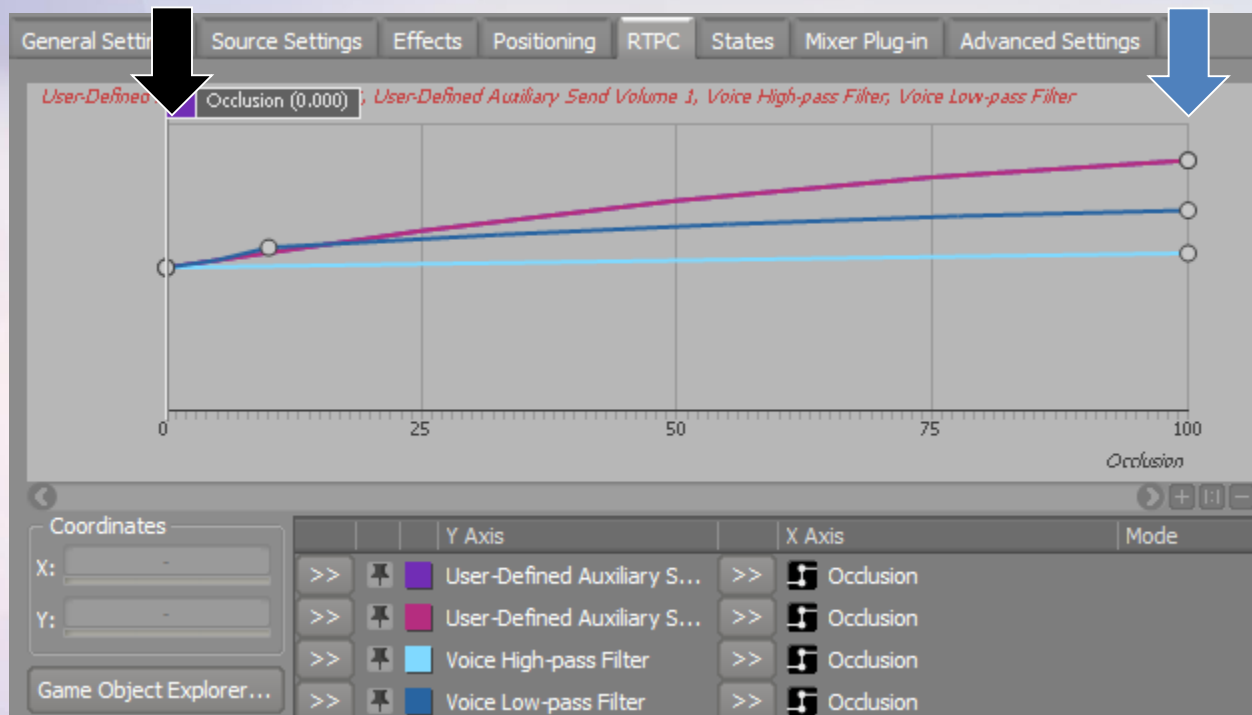 General Settin Source Settings Effects Positioning RTPC States Mixer Plug-in Advanced Settings
User-Defined Occlusion (0.000) , User-Defined Auxiliary Send Volume 1, Voice High-pass Filter, Voice Low-pass Filter
0 25 50 75 100
Occlusion
Coordinates
Y Axis X Axis Mode
X: -
>> User-Defined Auxiliary S... >> Occlusion
Y: -
>> User-Defined Auxiliary S... >> Occlusion
>> Voice High-pass Filter >> Occlusion
Game Object Explorer...
>> Voice Low-pass Filter >> Occlusion